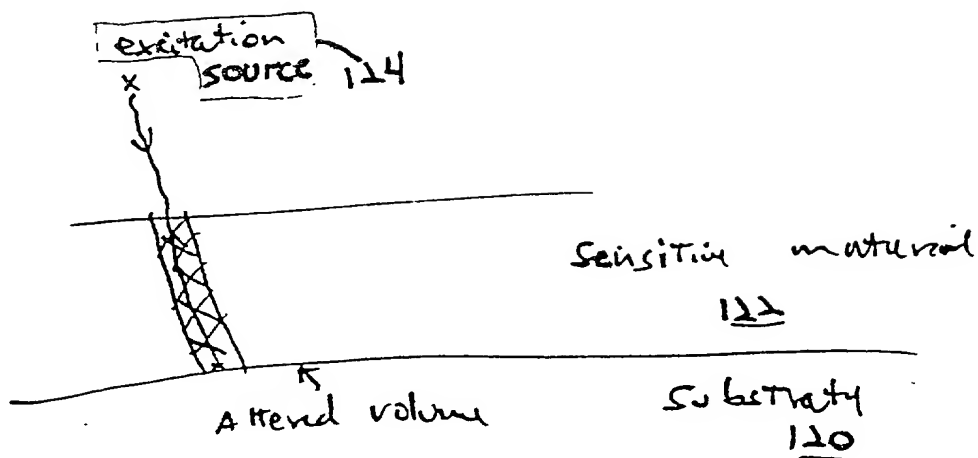 excitation
source 124
sensitive material
122
Altered volume
substrate
120